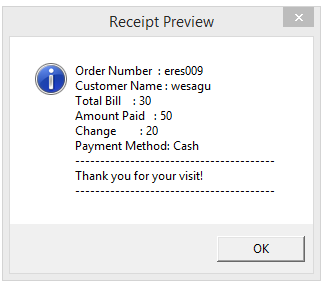 Receipt Preview
Order Number : eres009
Customer Name : wesagu
Total Bill : 30
Amount Paid : 50
Change : 20
Payment Method: Cash
----------------------------------------
Thank you for your visit!
----------------------------------------
OK